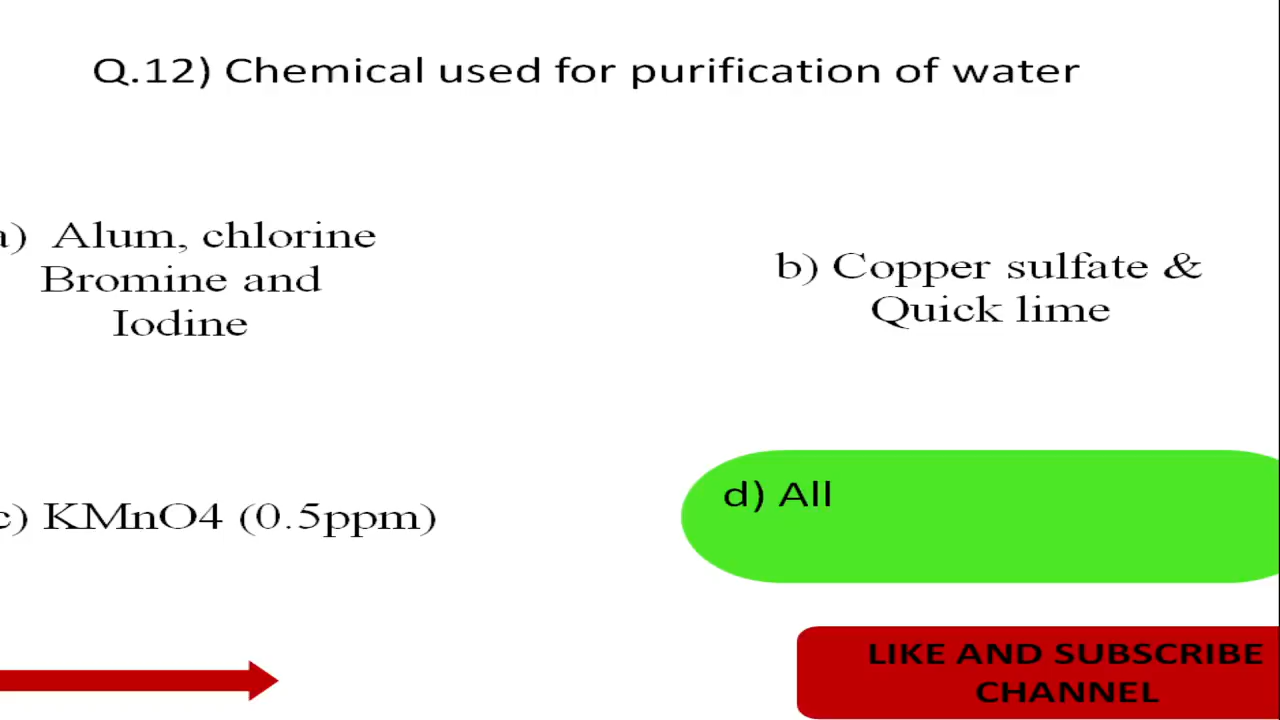 Q.12) Chemical used for purification of water
a) Alum, chlorine
Bromine and
Iodine
b) Copper sulfate &
Quick lime
c) KMnO4 (0.5ppm)
d) All
LIKE AND SUBSCRIBE
CHANNEL